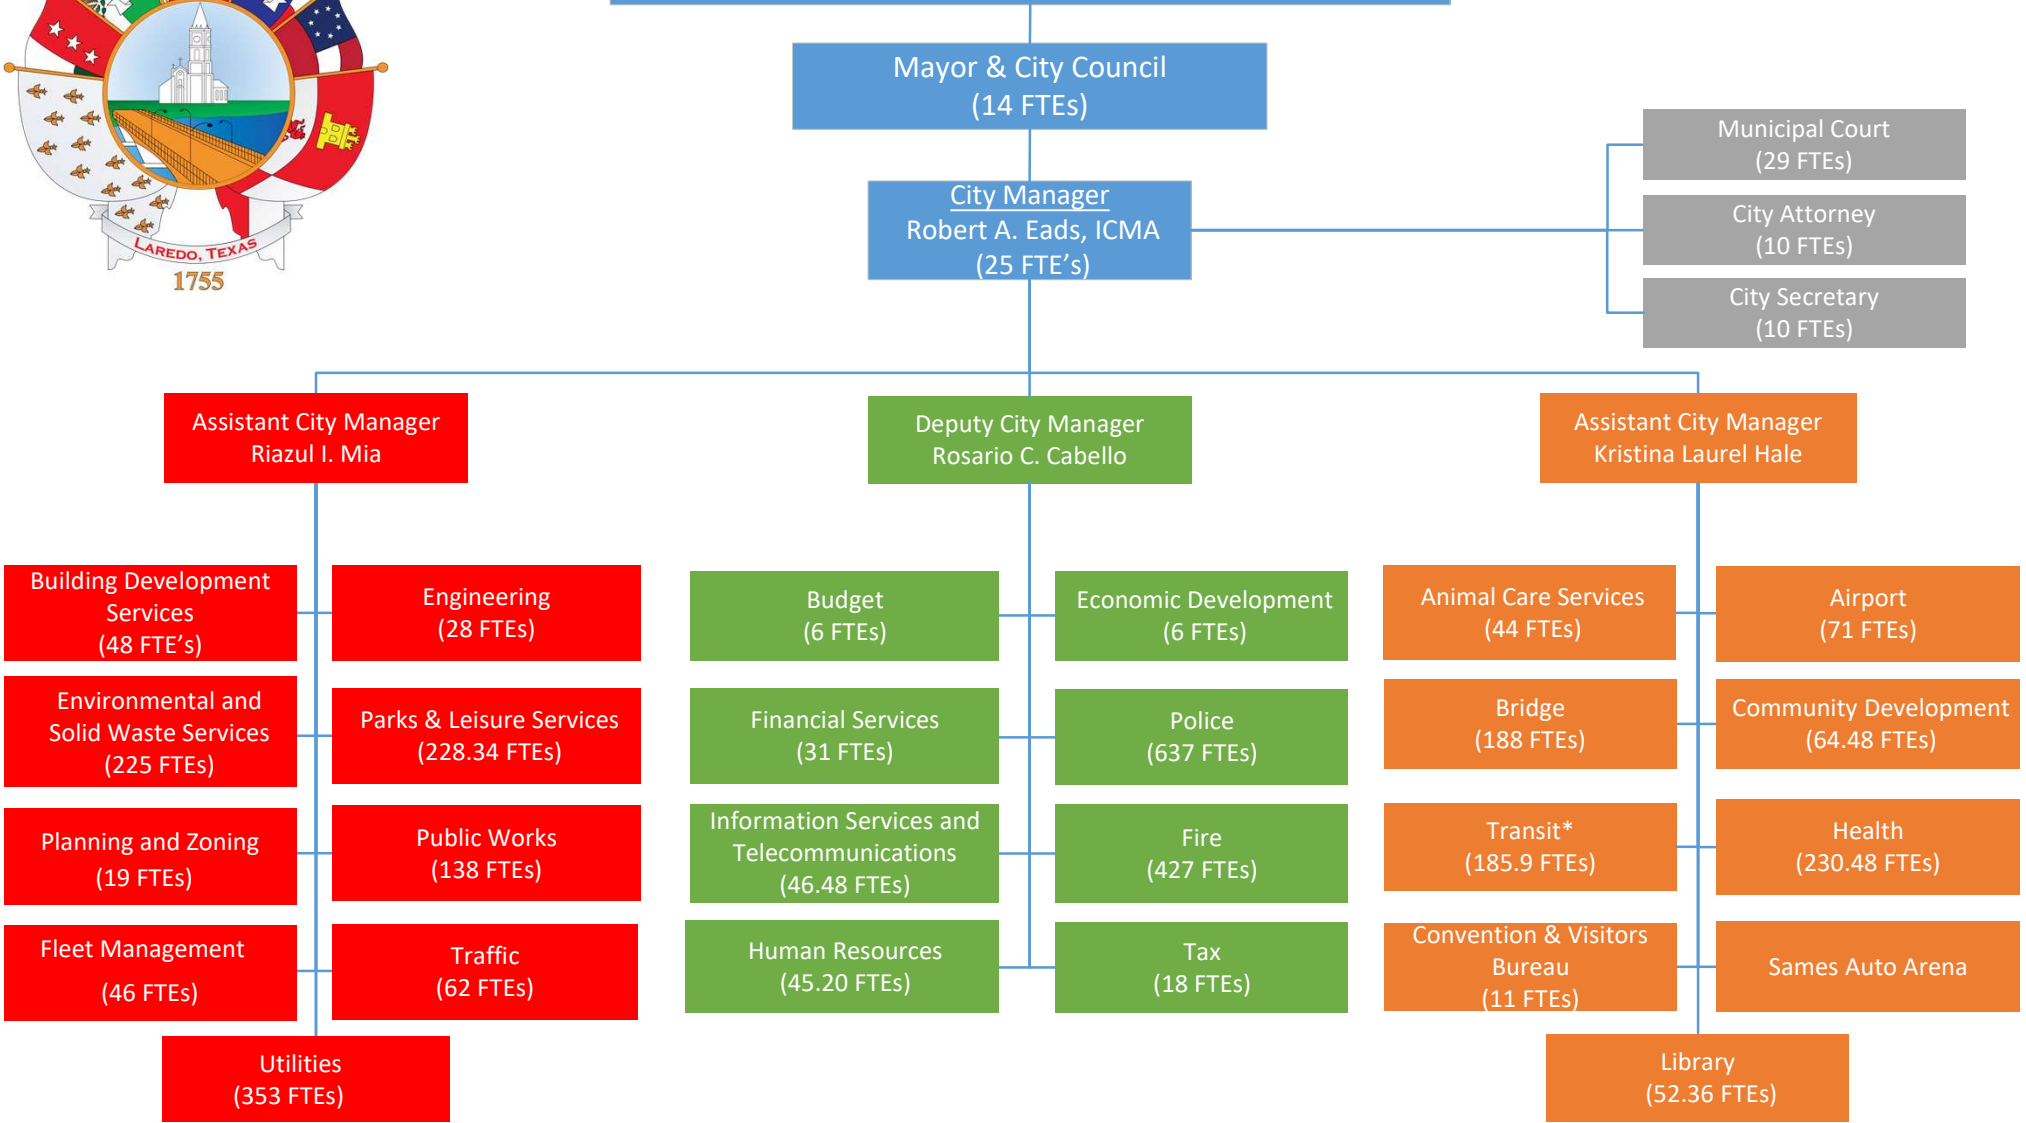 LAREDO, TEXAS
1755
Mayor & City Council
(14 FTEs)
City Manager
Robert A. Eads, ICMA
(25 FTE’s)
Municipal Court
(29 FTEs)
City Attorney
(10 FTEs)
City Secretary
(10 FTEs)
Assistant City Manager
Riazul I. Mia
Deputy City Manager
Rosario C. Cabello
Assistant City Manager
Kristina Laurel Hale
Building Development
Services
(48 FTE’s)
Engineering
(28 FTEs)
Environmental and
Solid Waste Services
(225 FTEs)
Parks & Leisure Services
(228.34 FTEs)
Planning and Zoning
(19 FTEs)
Public Works
(138 FTEs)
Fleet Management
(46 FTEs)
Traffic
(62 FTEs)
Utilities
(353 FTEs)
Budget
(6 FTEs)
Economic Development
(6 FTEs)
Financial Services
(31 FTEs)
Police
(637 FTEs)
Information Services and
Telecommunications
(46.48 FTEs)
Fire
(427 FTEs)
Human Resources
(45.20 FTEs)
Tax
(18 FTEs)
Animal Care Services
(44 FTEs)
Airport
(71 FTEs)
Bridge
(188 FTEs)
Community Development
(64.48 FTEs)
Transit*
(185.9 FTEs)
Health
(230.48 FTEs)
Convention & Visitors
Bureau
(11 FTEs)
Sames Auto Arena
Library
(52.36 FTEs)